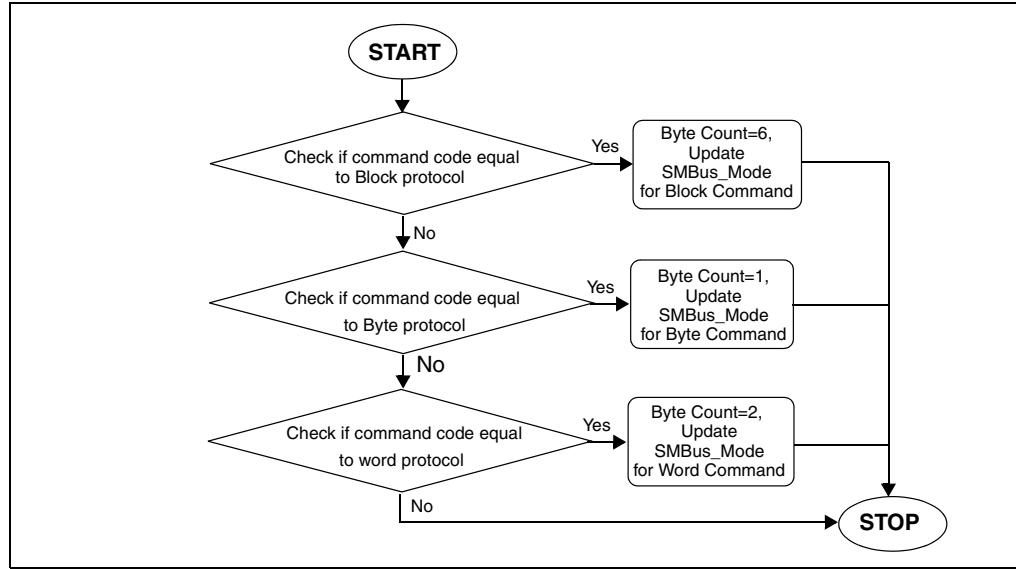 START
Check if command code equal
to Block protocol
Yes
Byte Count=6,
Update
SMBus_Mode
for Block Command
No
Check if command code equal
to Byte protocol
Yes
Byte Count=1,
Update
SMBus_Mode
for Byte Command
No
Check if command code equal
to word protocol
Yes
Byte Count=2,
Update
SMBus_Mode
for Word Command
No
STOP